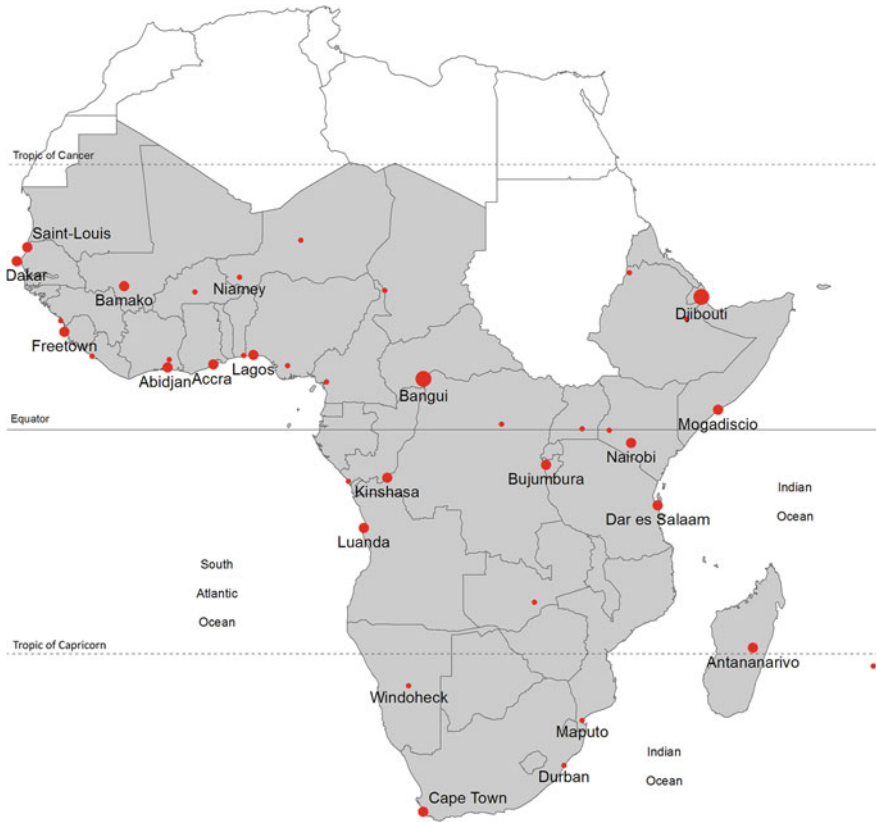 Tropic of Cancer
Saint-Louis
Dakar
Bamako
Niamey
Djibouti
Freetown
Abidjan
Accra
Lagos
Bangui
Equator
Mogadiscio
Nairobi
Bujumbura
Kinshasa
Dar es Salaam
Indian
Ocean
Luanda
South
Atlantic
Ocean
Tropic of Capricorn
Antananarivo
Windoheck
Maputo
Indian
Ocean
Durban
Cape Town